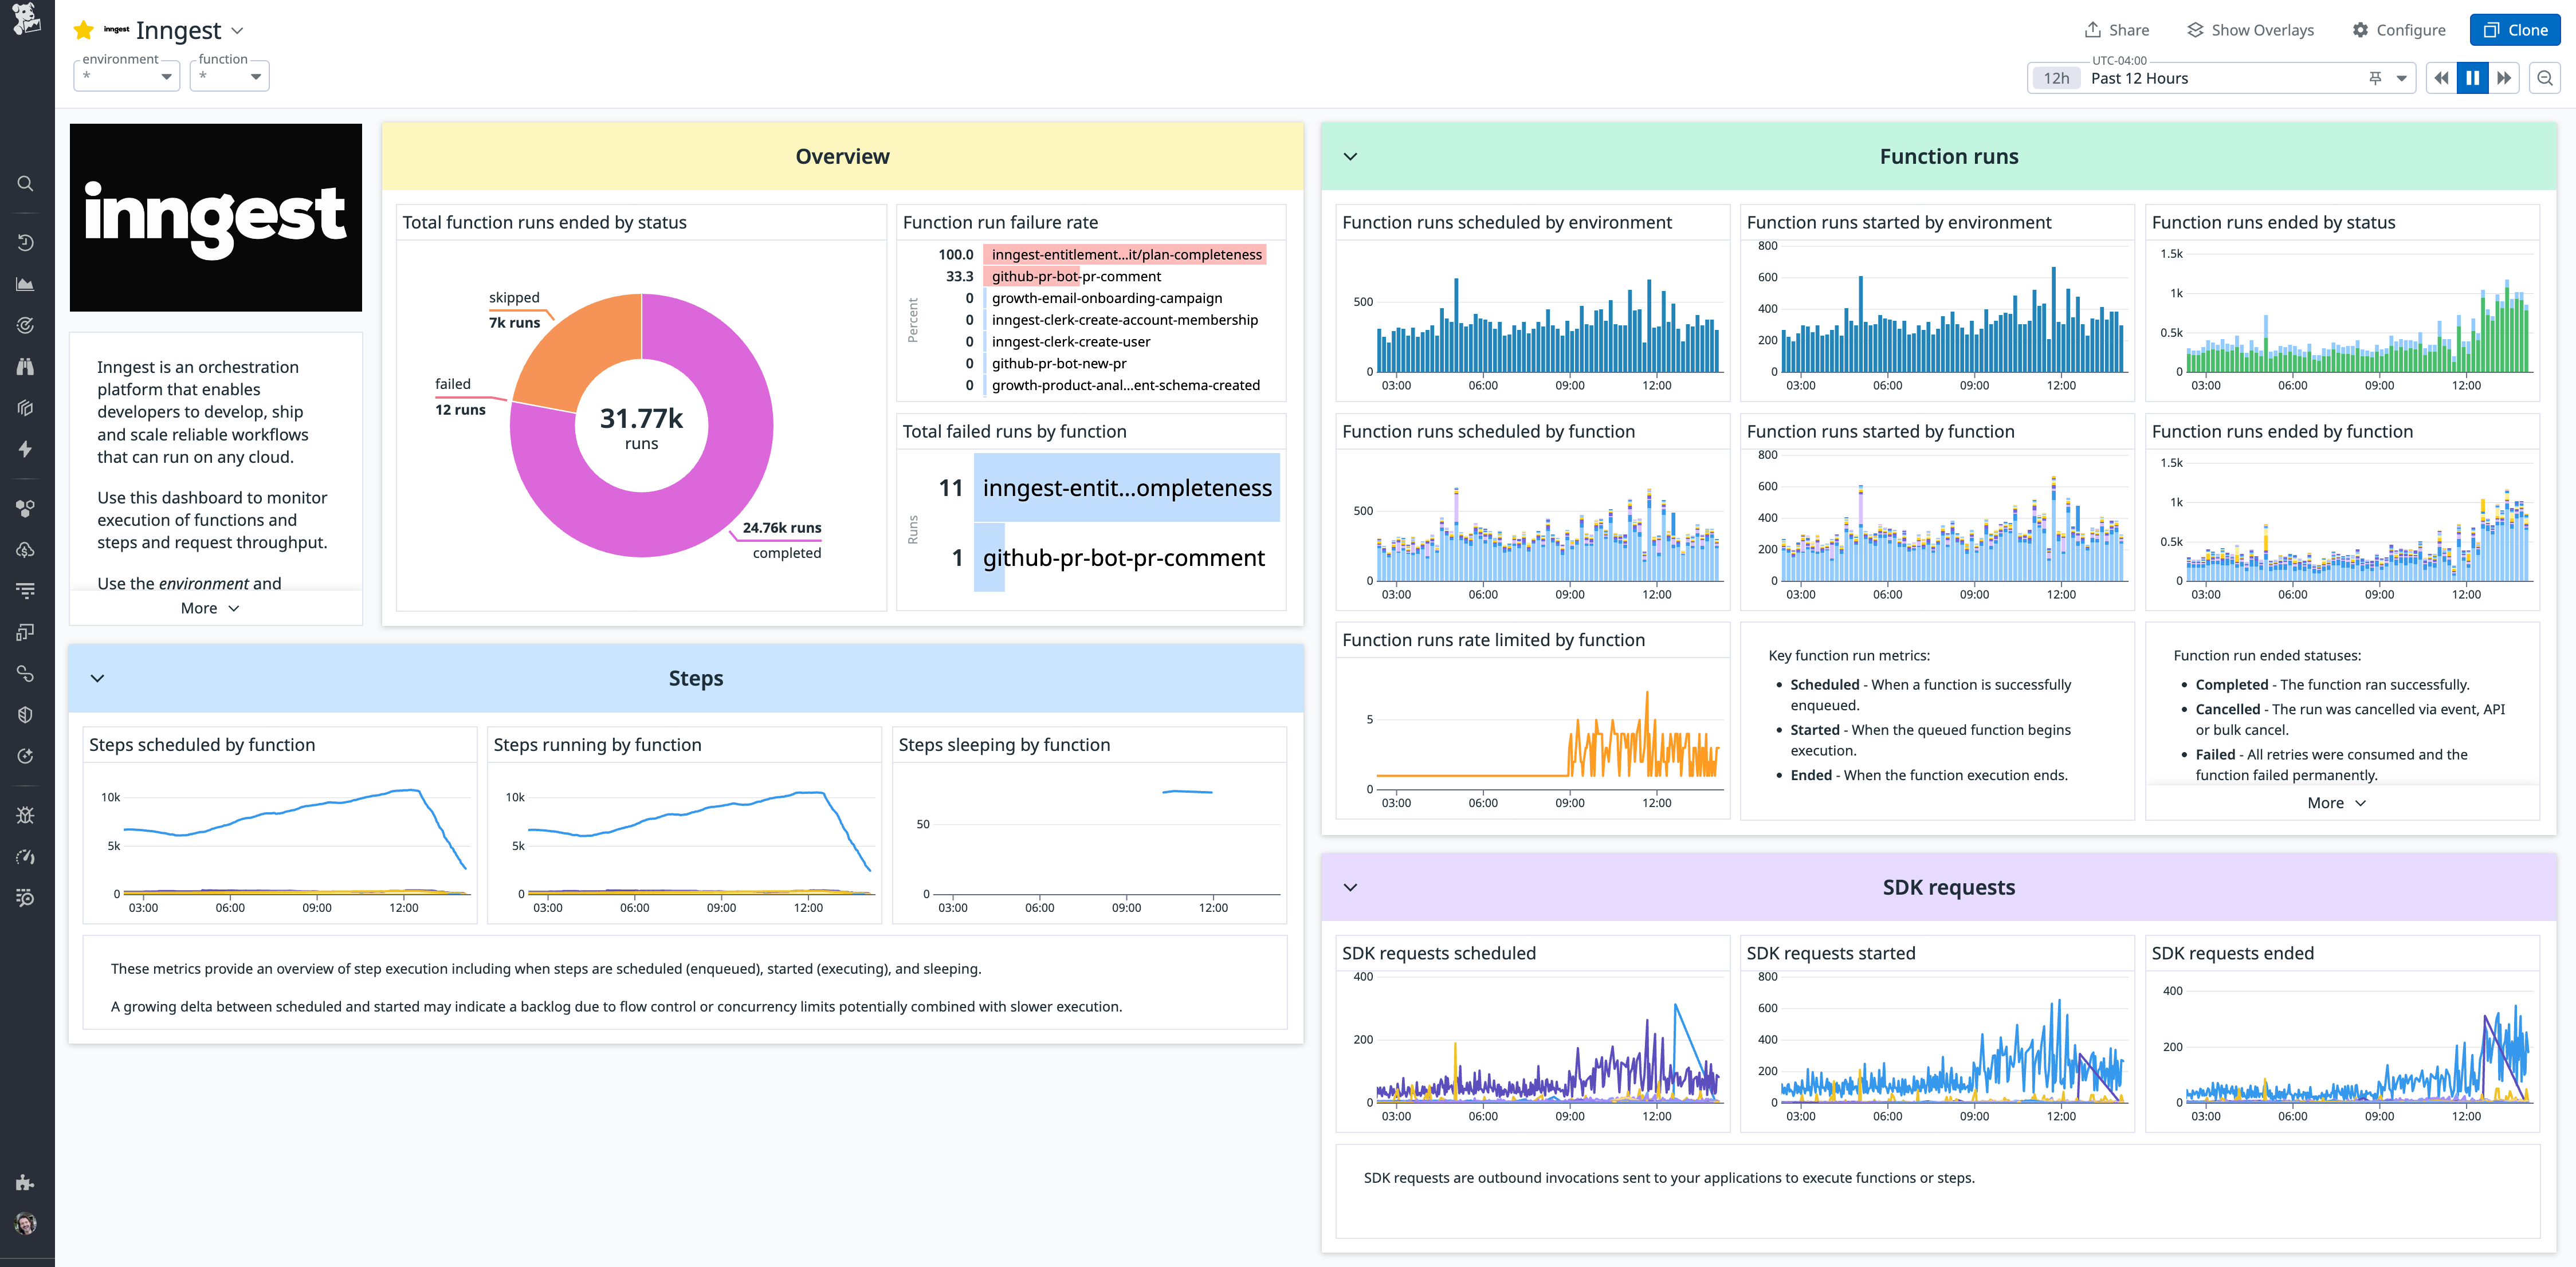 inngest Inngest
Share
Show Overlays
Configure
Clone
environment
*
function
*
UTC-04:00
12h Past 12 Hours
inngest
Inngest is an orchestration
platform that enables
developers to develop, ship
and scale reliable workflows
that can run on any cloud.
Use this dashboard to monitor
execution of functions and
steps and request throughput.
Use the environment and
More
Overview
Total function runs ended by status
skipped
7k runs
failed
12 runs
31.77k
runs
24.76k runs
completed
Function run failure rate
Percent
100.0 inngest-entitlement...it/plan-completeness
33.3 github-pr-bot-pr-comment
0 growth-email-onboarding-campaign
0 inngest-clerk-create-account-membership
0 inngest-clerk-create-user
0 github-pr-bot-new-pr
0 growth-product-anal...ent-schema-created
Total failed runs by function
Runs
11 inngest-entit...ompleteness
1 github-pr-bot-pr-comment
Steps
Steps scheduled by function
10k
5k
0
03:00 06:00 09:00 12:00
Steps running by function
10k
5k
0
03:00 06:00 09:00 12:00
Steps sleeping by function
50
0
03:00 06:00 09:00 12:00
These metrics provide an overview of step execution including when steps are scheduled (enqueued), started (executing), and sleeping.
A growing delta between scheduled and started may indicate a backlog due to flow control or concurrency limits potentially combined with slower execution.
Function runs
Function runs scheduled by environment
500
0
03:00 06:00 09:00 12:00
Function runs started by environment
800
600
400
200
0
03:00 06:00 09:00 12:00
Function runs ended by status
1.5k
1k
0.5k
0
03:00 06:00 09:00 12:00
Function runs scheduled by function
500
0
03:00 06:00 09:00 12:00
Function runs started by function
800
600
400
200
0
03:00 06:00 09:00 12:00
Function runs ended by function
1.5k
1k
0.5k
0
03:00 06:00 09:00 12:00
Function runs rate limited by function
5
0
03:00 06:00 09:00 12:00
Key function run metrics:
• Scheduled - When a function is successfully
enqueued.
• Started - When the queued function begins
execution.
• Ended - When the function execution ends.
Function run ended statuses:
• Completed - The function ran successfully.
• Cancelled - The run was cancelled via event, API
or bulk cancel.
• Failed - All retries were consumed and the
function failed permanently.
More
SDK requests
SDK requests scheduled
400
200
0
03:00 06:00 09:00 12:00
SDK requests started
800
600
400
200
0
03:00 06:00 09:00 12:00
SDK requests ended
400
200
0
03:00 06:00 09:00 12:00
SDK requests are outbound invocations sent to your applications to execute functions or steps.